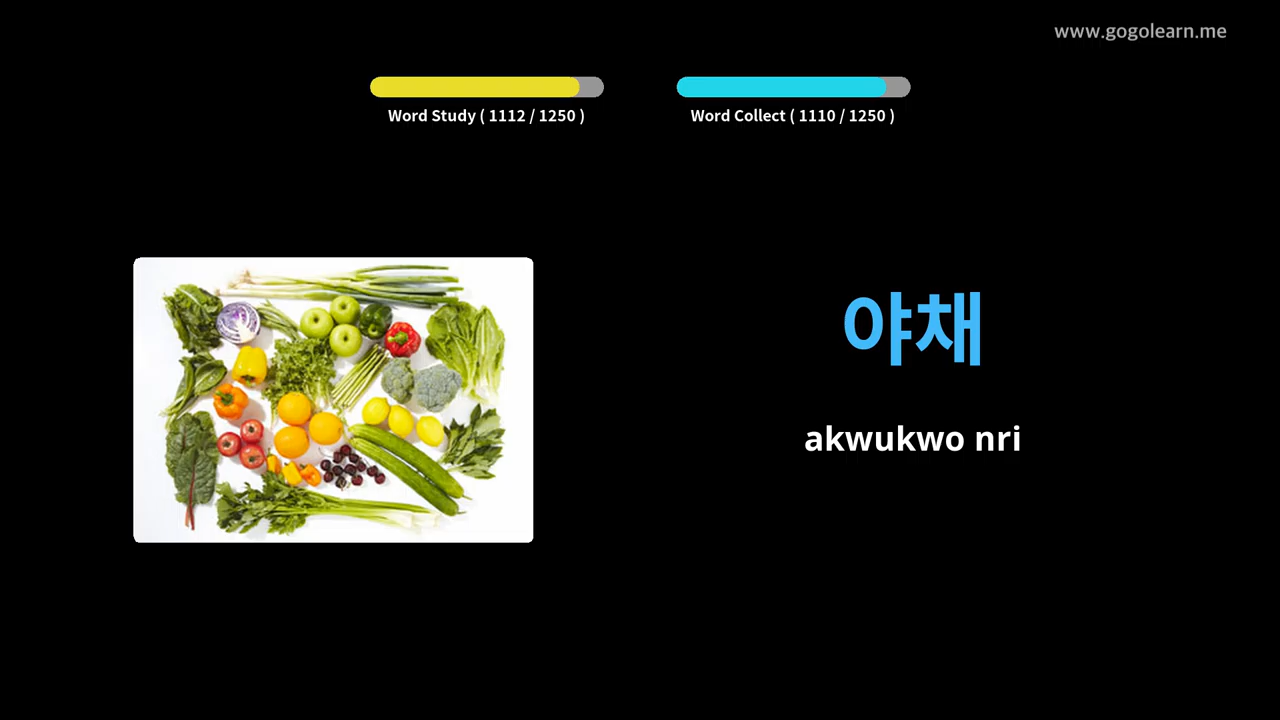 www.gogolearn.me
Word Study ( 1112 / 1250 )
Word Collect ( 1110 / 1250 )
야채
akwukwo nri